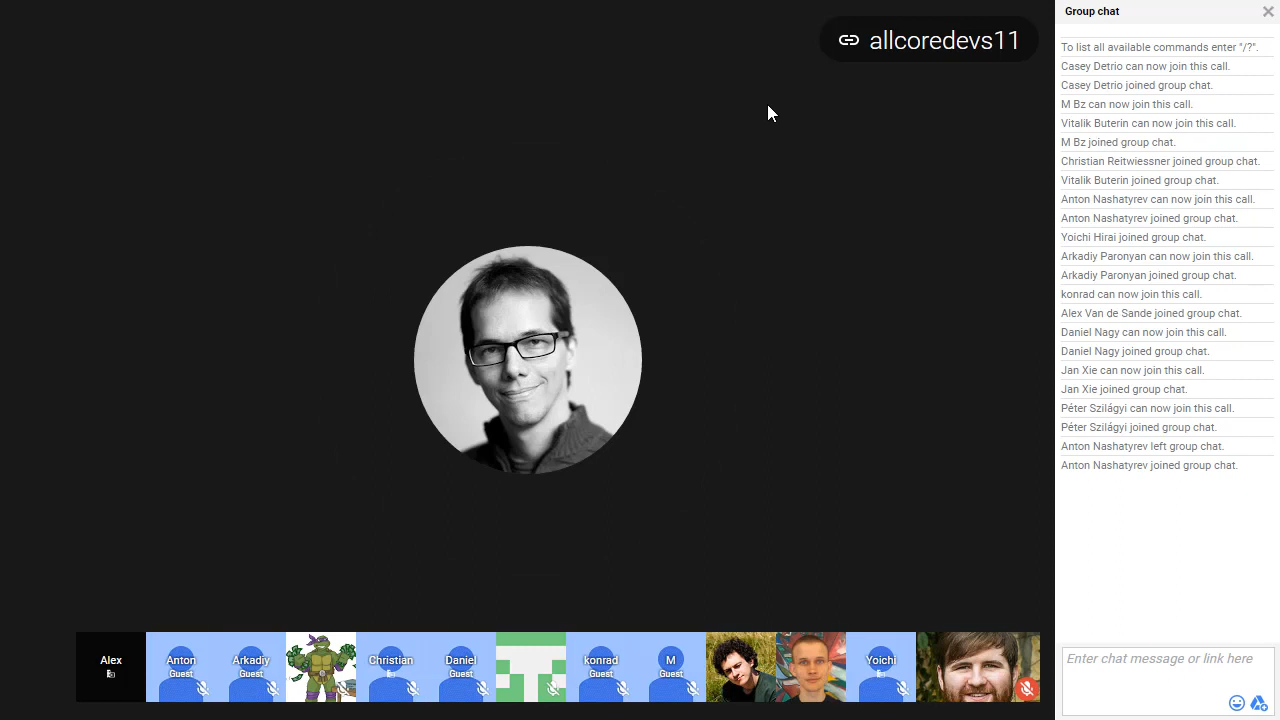 allcoredevs11
Group chat
To list all available commands enter "/?".
Casey Detrio can now join this call.
Casey Detrio joined group chat.
M Bz can now join this call.
Vitalik Buterin can now join this call.
M Bz joined group chat.
Christian Reitwiessner joined group chat.
Vitalik Buterin joined group chat.
Anton Nashatyrev can now join this call.
Anton Nashatyrev joined group chat.
Yoichi Hirai joined group chat.
Arkadiy Paronyan can now join this call.
Arkadiy Paronyan joined group chat.
konrad can now join this call.
Alex Van de Sande joined group chat.
Daniel Nagy can now join this call.
Daniel Nagy joined group chat.
Jan Xie can now join this call.
Jan Xie joined group chat.
Péter Szilágyi can now join this call.
Péter Szilágyi joined group chat.
Anton Nashatyrev left group chat.
Anton Nashatyrev joined group chat.
Enter chat message or link here
Alex
Anton
Guest
Arkadiy
Guest
Christian
Daniel
Guest
konrad
Guest
M
Guest
Yoichi